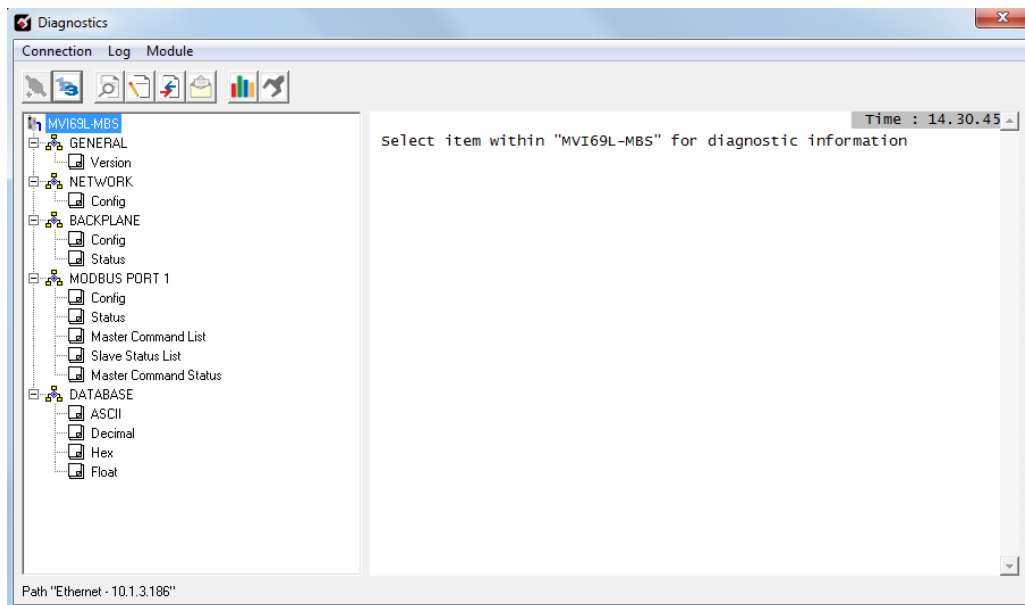 Diagnostics
Connection Log Module
MVI69L-MBS
GENERAL
Version
NETWORK
Config
BACKPLANE
Config
Status
MODBUS PORT 1
Config
Status
Master Command List
Slave Status List
Master Command Status
DATABASE
ASCII
Decimal
Hex
Float
Time : 14.30.45
Select item within "MVI69L-MBS" for diagnostic information
Path "Ethernet - 10.1.3.186"